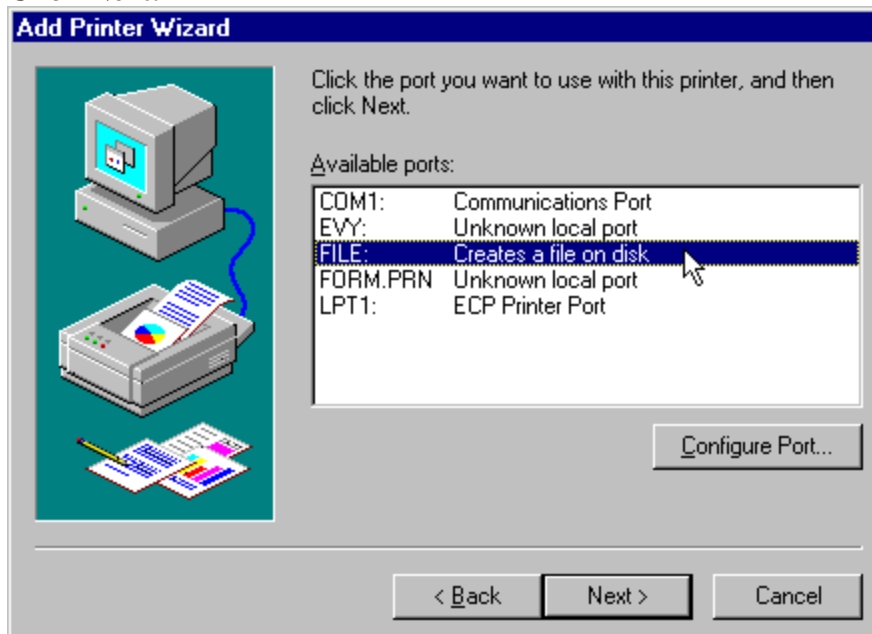 Add Printer Wizard
Click the port you want to use with this printer, and then
click Next.
Available ports:
COM1: Communications Port
EVY: Unknown local port
FILE: Creates a file on disk
FORM.PRN Unknown local port
LPT1: ECP Printer Port
Configure Port...
< Back Next > Cancel